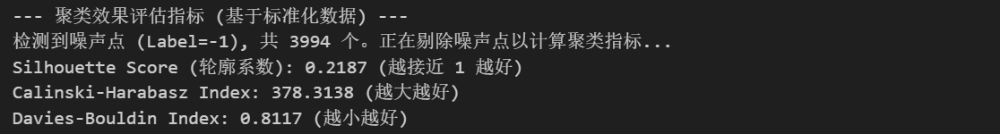 --- 聚类效果评估指标 (基于标准化数据) ---
检测到噪声点 (Label=-1), 共 3994 个。正在剔除噪声点以计算聚类指标...
Silhouette Score (轮廓系数): 0.2187 (越接近 1 越好)
Calinski-Harabasz Index: 378.3138 (越大越好)
Davies-Bouldin Index: 0.8117 (越小越好)